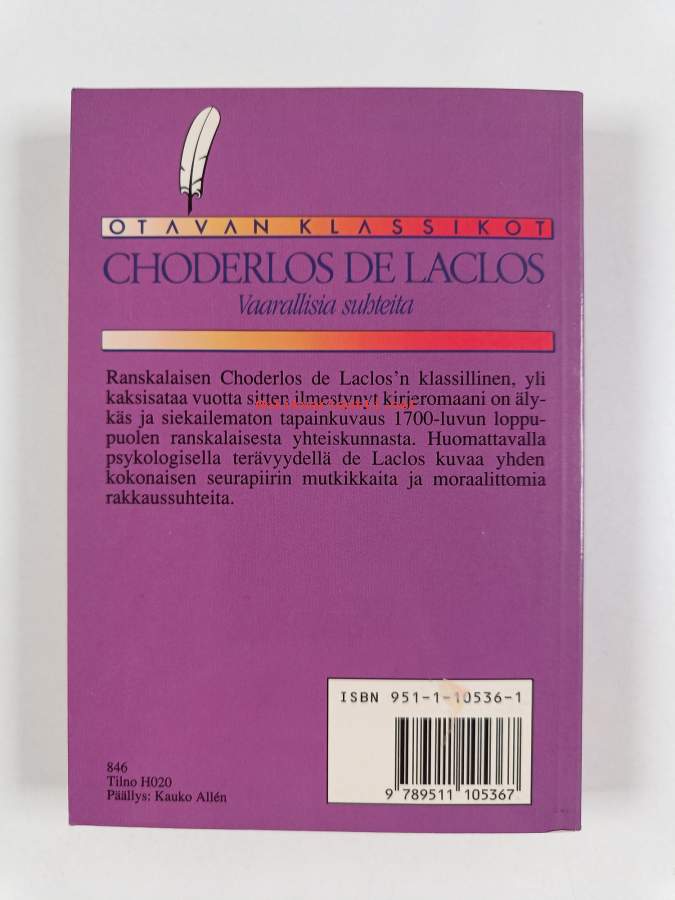 OTAVAN KLASSIKOT
CHODERLOS DE LACLOS
Vaarallisia suhteita
Ranskalaisen Choderlos de Laclos'n klassillinen, yli
kaksisataa vuotta sitten ilmestynyt kirjeromaani on äly-
käs ja siekailematon tapainkuvaus 1700-luvun loppu-
puolen ranskalaisesta yhteiskunnasta. Huomattavalla
psykologisella terävyydellä de Laclos kuvaa yhden
kokonaisen seurapiirin mutkikkaita ja moraalittomia
rakkaussuhteita.
ISBN 951-1-10536-1
9 789511 105367
846
Tilno H020
Päällys: Kauko Allén